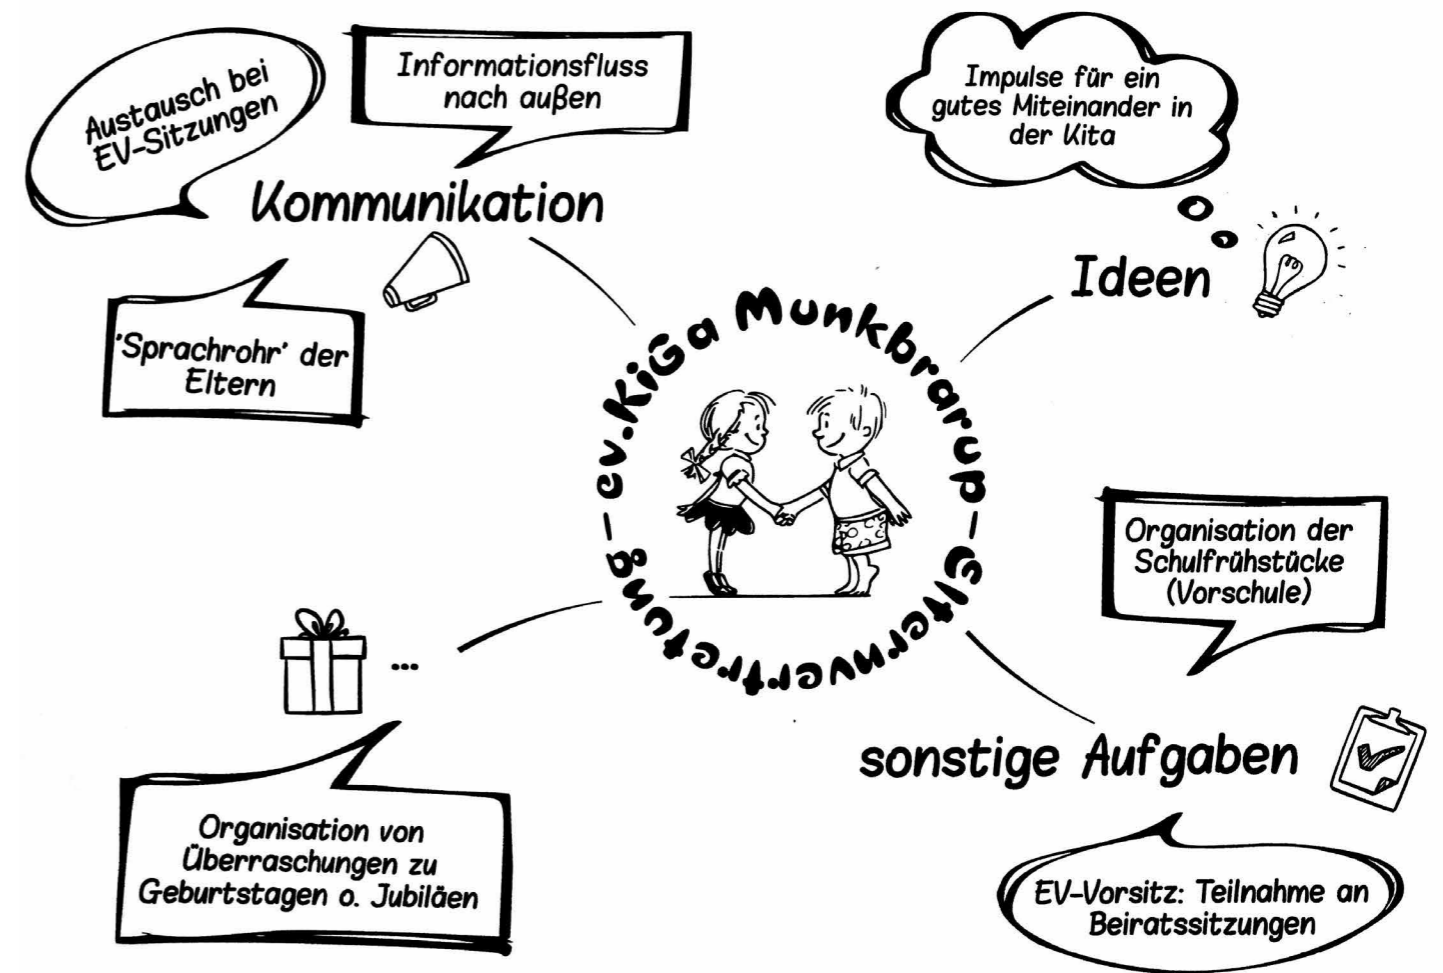 Austausch bei
EV-Sitzungen
Informationsfluss
nach außen
Kommunikation
'Sprachrohr' der
Eltern
Impulse für ein
gutes Miteinander in
der Kita
Ideen
ev.KiGa Munkbrarup - Elternvertretung -
Organisation der
Schulfrühstücke
(Vorschule)
sonstige Aufgaben
EV-Vorsitz: Teilnahme an
Beiratssitzungen
...
Organisation von
Überraschungen zu
Geburtstagen o. Jubiläen